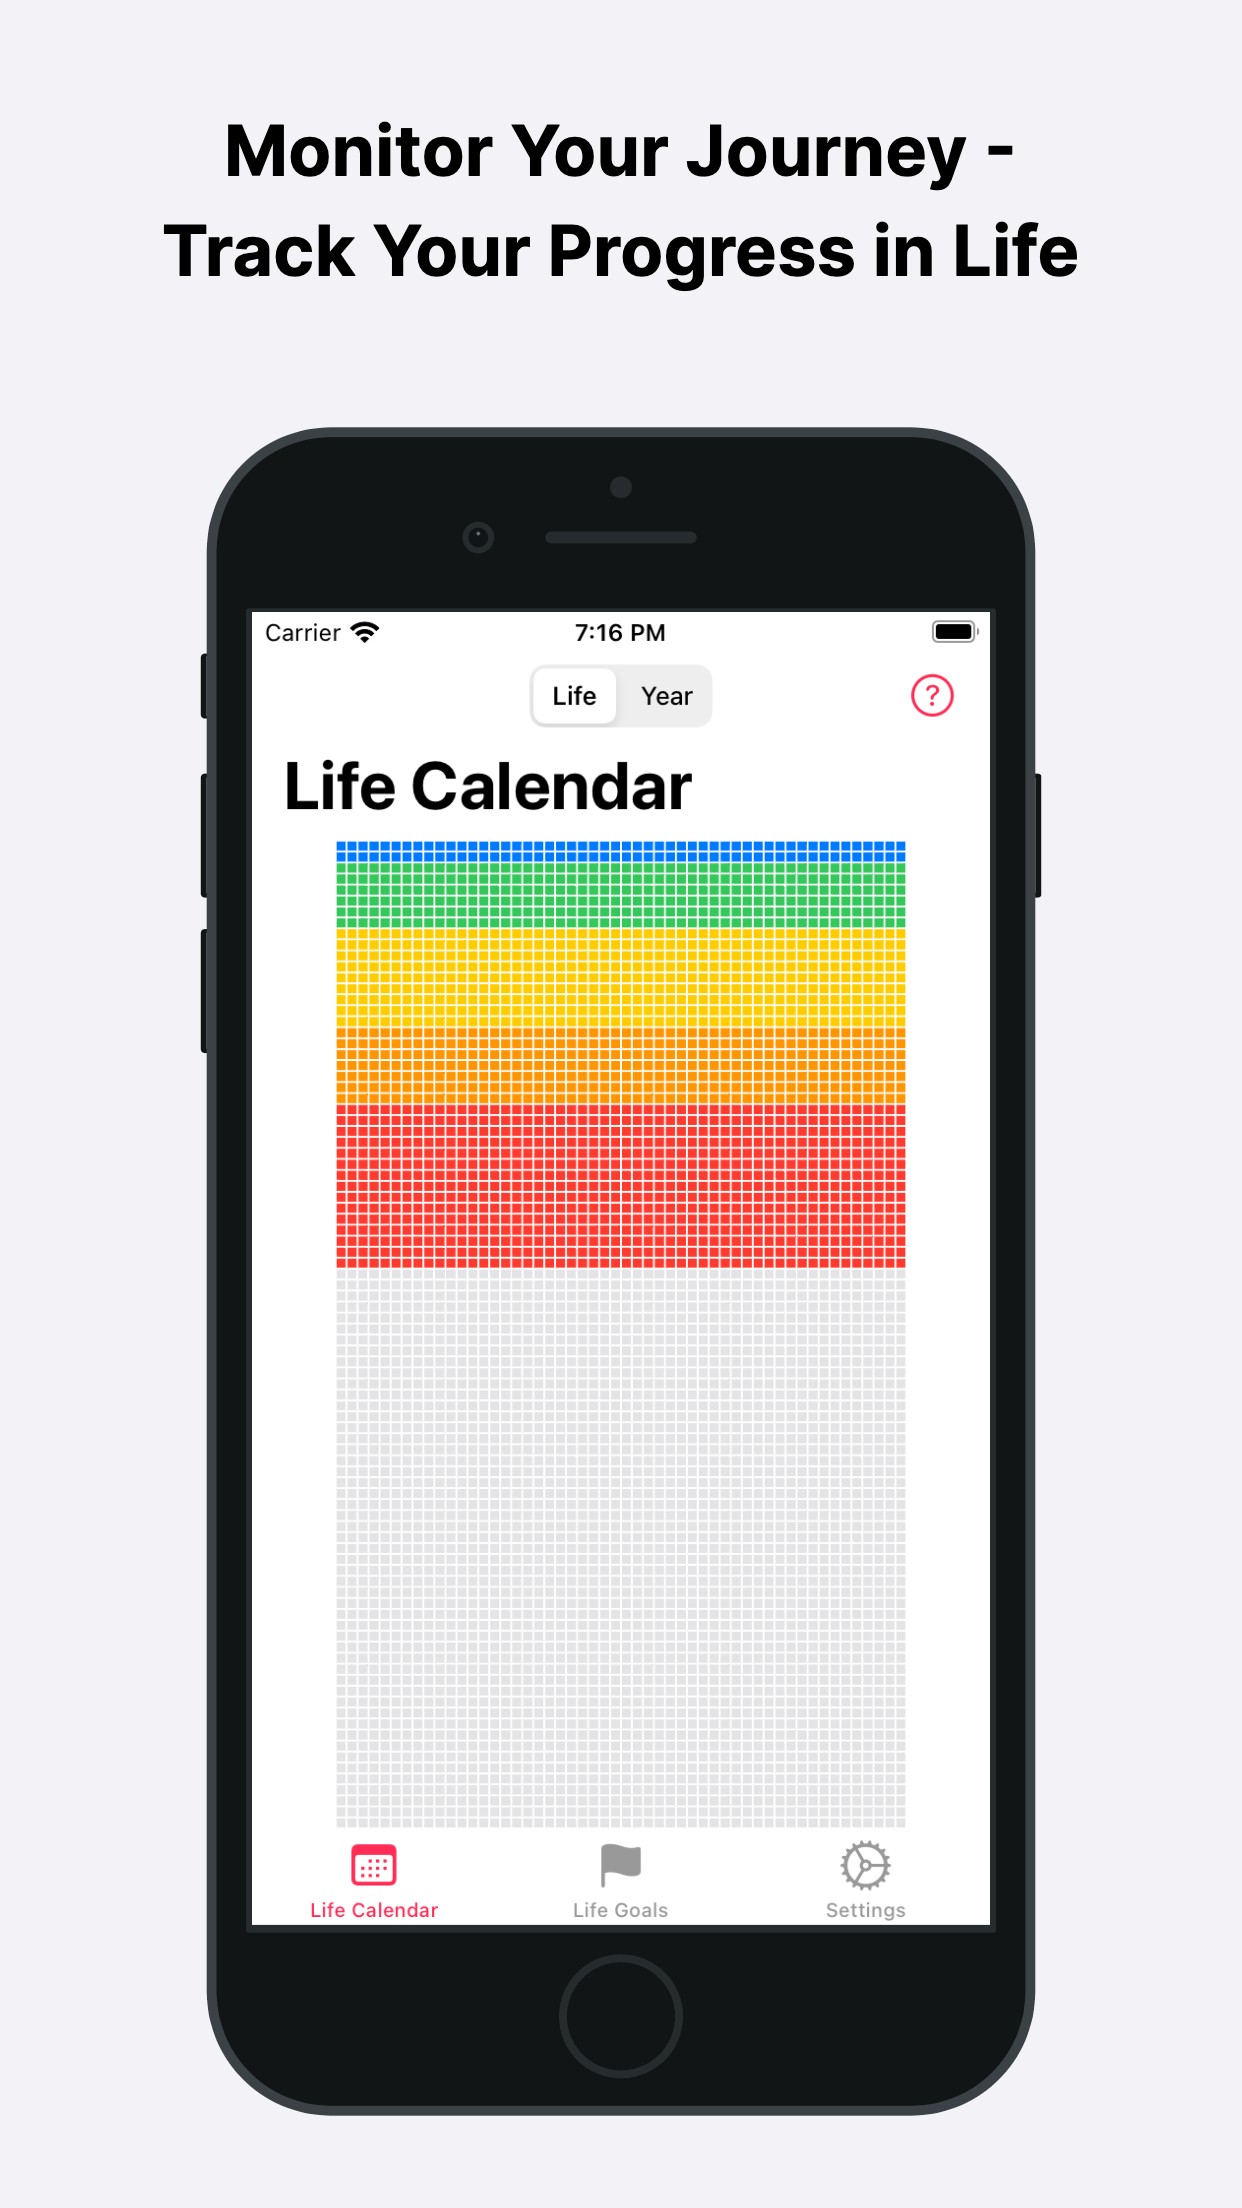 Monitor Your Journey -
Track Your Progress in Life
Carrier 7:16 PM
Life Year ?
Life Calendar
Life Calendar Life Goals Settings